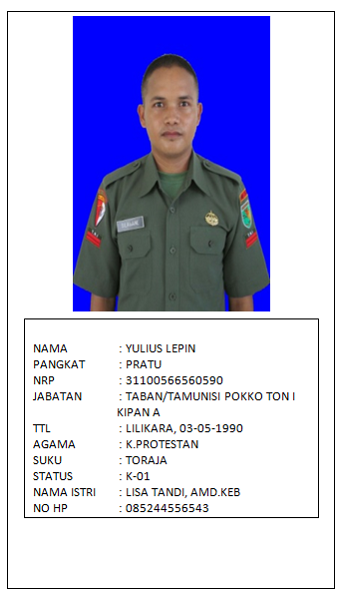 NAMA : YULIUS LEPIN
PANGKAT : PRATU
NRP : 31100566560590
JABATAN : TABAN/TAMUNISI POKKO TON I
KIPAN A
TTL : LILIKARA, 03-05-1990
AGAMA : K.PROTESTAN
SUKU : TORAJA
STATUS : K-01
NAMA ISTRI : LISA TANDI, AMD.KEB
NO HP : 085244556543